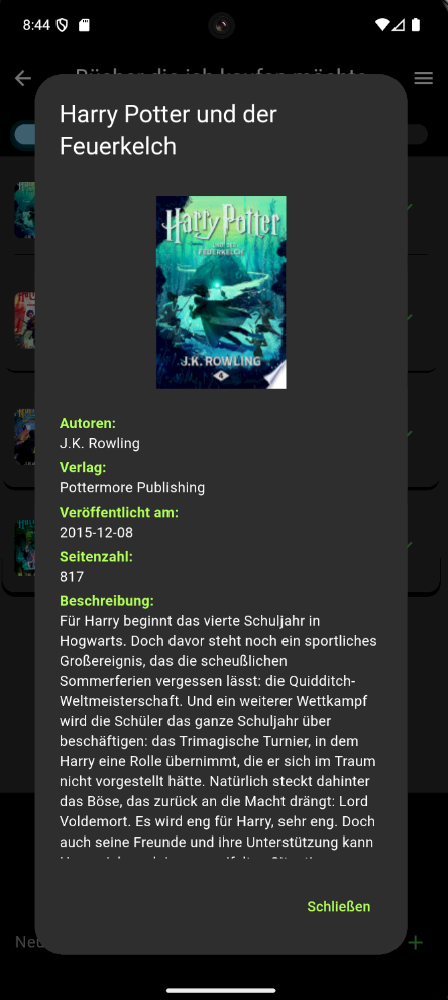 8:44
Bücher die ich kaufen möchte
Harry Potter und der
Feuerkelch
Harry Potter
UND DER
FEUERKELCH
J.K. ROWLING
4
Autoren:
J.K. Rowling
Verlag:
Pottermore Publishing
Veröffentlicht am:
2015-12-08
Seitenzahl:
817
Beschreibung:
Für Harry beginnt das vierte Schuljahr in
Hogwarts. Doch davor steht noch ein sportliches
Großereignis, das die scheußlichen
Sommerferien vergessen lässt: die Quidditch-
Weltmeisterschaft. Und ein weiterer Wettkampf
wird die Schüler das ganze Schuljahr über
beschäftigen: das Trimagische Turnier, in dem
Harry eine Rolle übernimmt, die er sich im Traum
nicht vorgestellt hätte. Natürlich steckt dahinter
das Böse, das zurück an die Macht drängt: Lord
Voldemort. Es wird eng für Harry, sehr eng. Doch
auch seine Freunde und ihre Unterstützung kann
Schließen